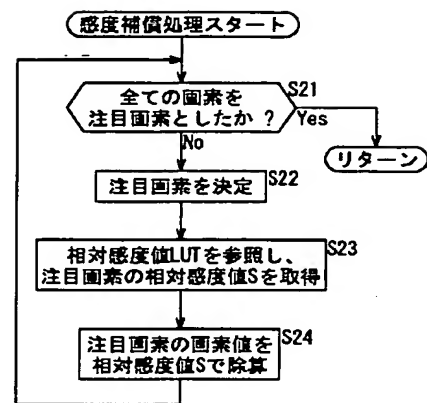 感度補償処理スタート
S21
全ての画素を
注目画素としたか ?
Yes
No
リターン
S22
注目画素を決定
S23
相対感度値LUTを参照し、
注目画素の相対感度値Sを取得
S24
注目画素の画素値を
相対感度値Sで除算